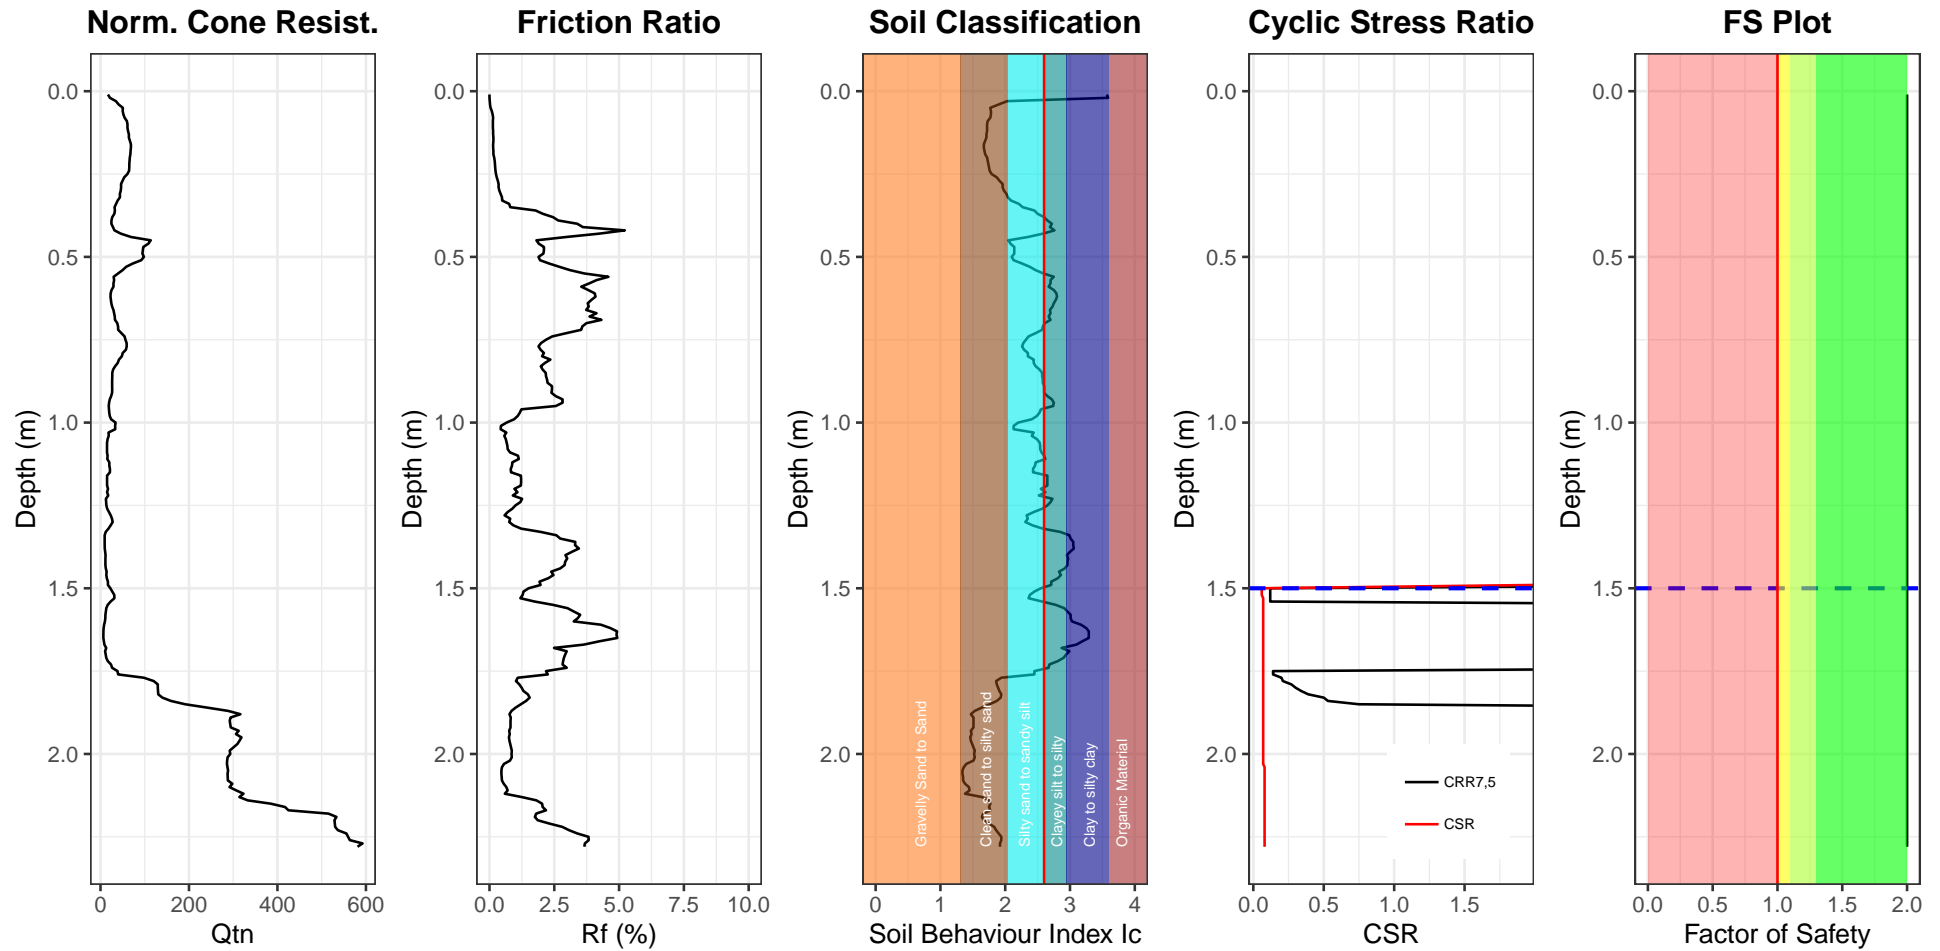 Norm. Cone Resist.
Friction Ratio
Soil Classification
Cyclic Stress Ratio
FS Plot
Depth (m)
0.0
0.5
1.0
1.5
2.0
0
200
400
600
Qtn
Depth (m)
0.0
0.5
1.0
1.5
2.0
0.0
2.5
5.0
7.5
10.0
Rf (%)
Depth (m)
0.0
0.5
1.0
1.5
2.0
Gravelly Sand to Sand
Clean sand to silty sand
Silty sand to sandy silt
Clayey silt to silty
Clay to silty clay
Organic Material
0
1
2
3
4
Soil Behaviour Index Ic
Depth (m)
0.0
0.5
1.0
1.5
2.0
CRR7,5
CSR
0.0
0.5
1.0
1.5
CSR
Depth (m)
0.0
0.5
1.0
1.5
2.0
0.0
0.5
1.0
1.5
2.0
Factor of Safety